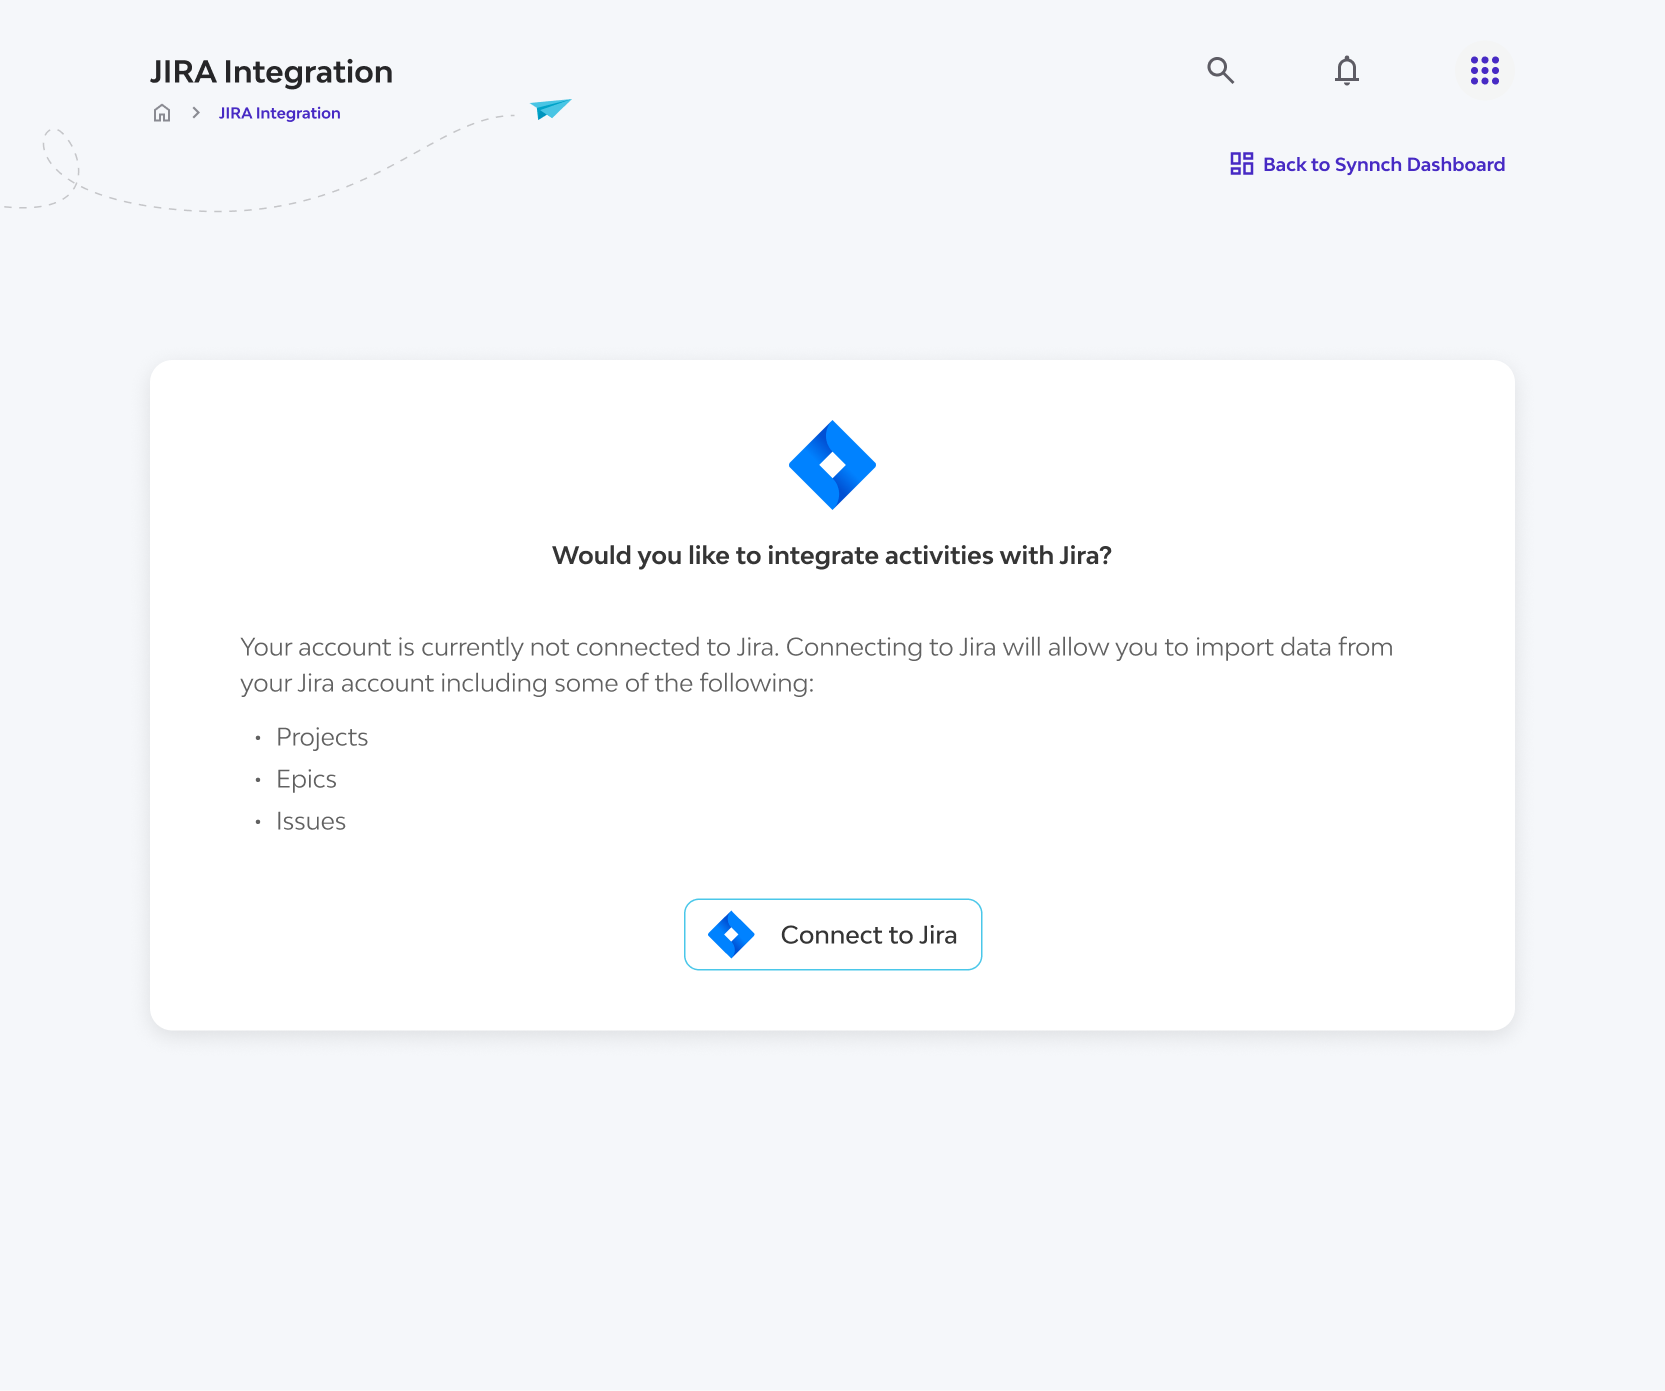 JIRA Integration
JIRA Integration
Back to Synnch Dashboard
Would you like to integrate activities with Jira?
Your account is currently not connected to Jira. Connecting to Jira will allow you to import data from
your Jira account including some of the following:
• Projects
• Epics
• Issues
Connect to Jira